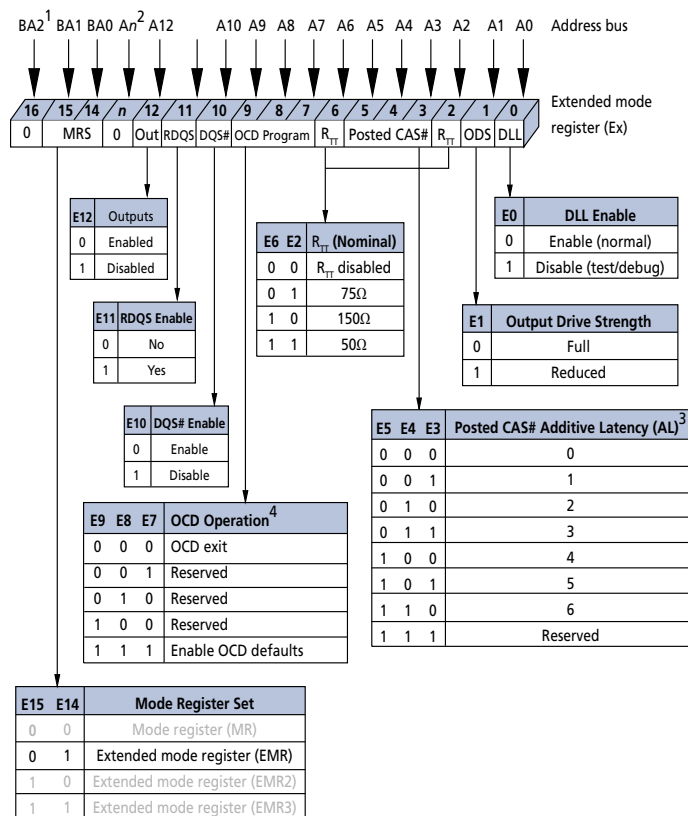 BA2¹ BA1 BA0 An² A12 A10 A9 A8 A7 A6 A5 A4 A3 A2 A1 A0 Address bus
16 15 14 n 12 11 10 9 8 7 6 5 4 3 2 1 0 Extended mode
register (Ex)
0 MRS 0 Out RDQS DQS# OCD Program RTT Posted CAS# RTT ODS DLL
E12 Outputs
0 Enabled
1 Disabled
E11 RDQS Enable
0 No
1 Yes
E10 DQS# Enable
0 Enable
1 Disable
E9 E8 E7 OCD Operation⁴
0 0 0 OCD exit
0 0 1 Reserved
0 1 0 Reserved
1 0 0 Reserved
1 1 1 Enable OCD defaults
E15 E14 Mode Register Set
0 0 Mode register (MR)
0 1 Extended mode register (EMR)
1 0 Extended mode register (EMR2)
1 1 Extended mode register (EMR3)
E6 E2 RTT (Nominal)
0 0 RTT disabled
0 1 75Ω
1 0 150Ω
1 1 50Ω
E0 DLL Enable
0 Enable (normal)
1 Disable (test/debug)
E1 Output Drive Strength
0 Full
1 Reduced
E5 E4 E3 Posted CAS# Additive Latency (AL)³
0 0 0 0
0 0 1 1
0 1 0 2
0 1 1 3
1 0 0 4
1 0 1 5
1 1 0 6
1 1 1 Reserved